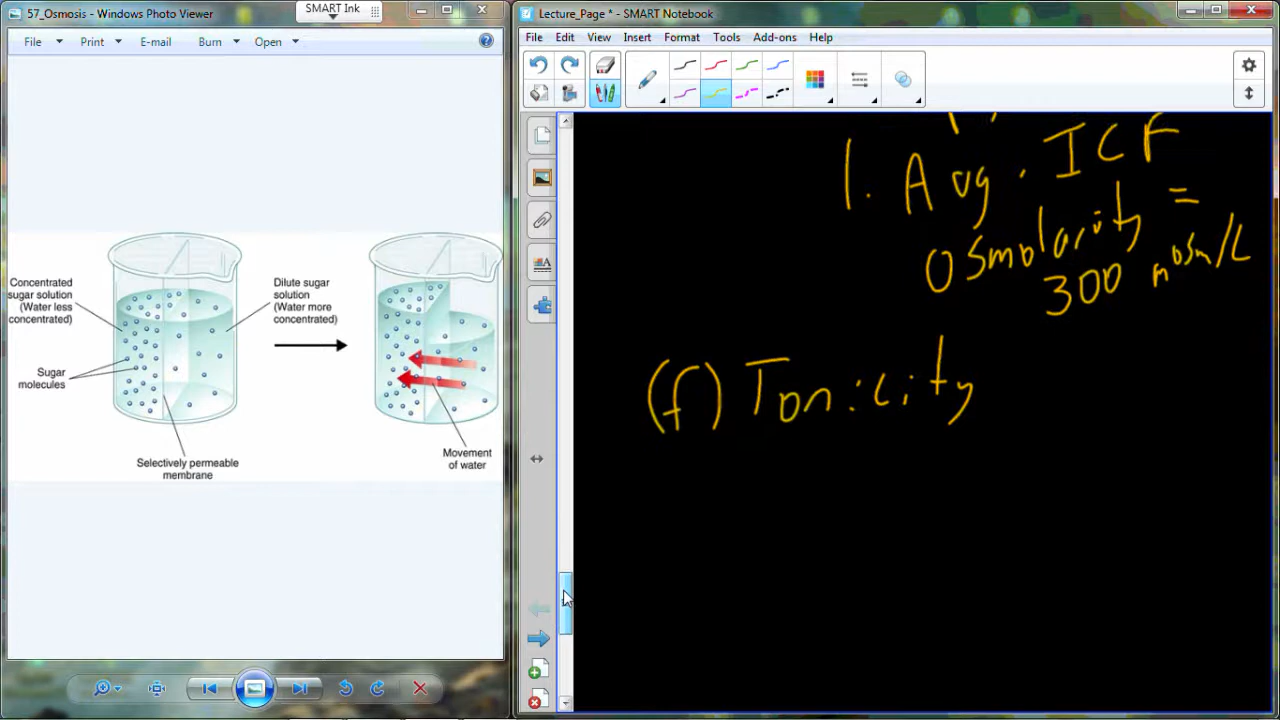 57_Osmosis - Windows Photo Viewer
SMART Ink
File Print E-mail Burn Open
Concentrated
sugar solution
(Water less
concentrated)
Sugar
molecules
Dilute sugar
solution
(Water more
concentrated)
Selectively permeable
membrane
Movement
of water
Lecture_Page * - SMART Notebook
File Edit View Insert Format Tools Add-ons Help
1. Avg. ICF
osmolarity =
300 mosm/L
(f) Tonicity